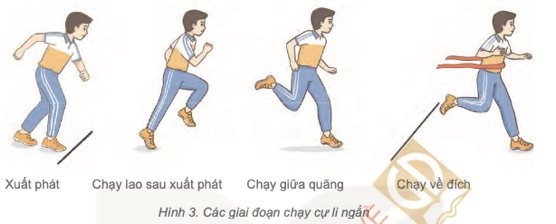 Xuất phát
Chạy lao sau xuất phát
Chạy giữa quãng
Chạy về đích
Hình 3. Các giai đoạn chạy cự li ngắn